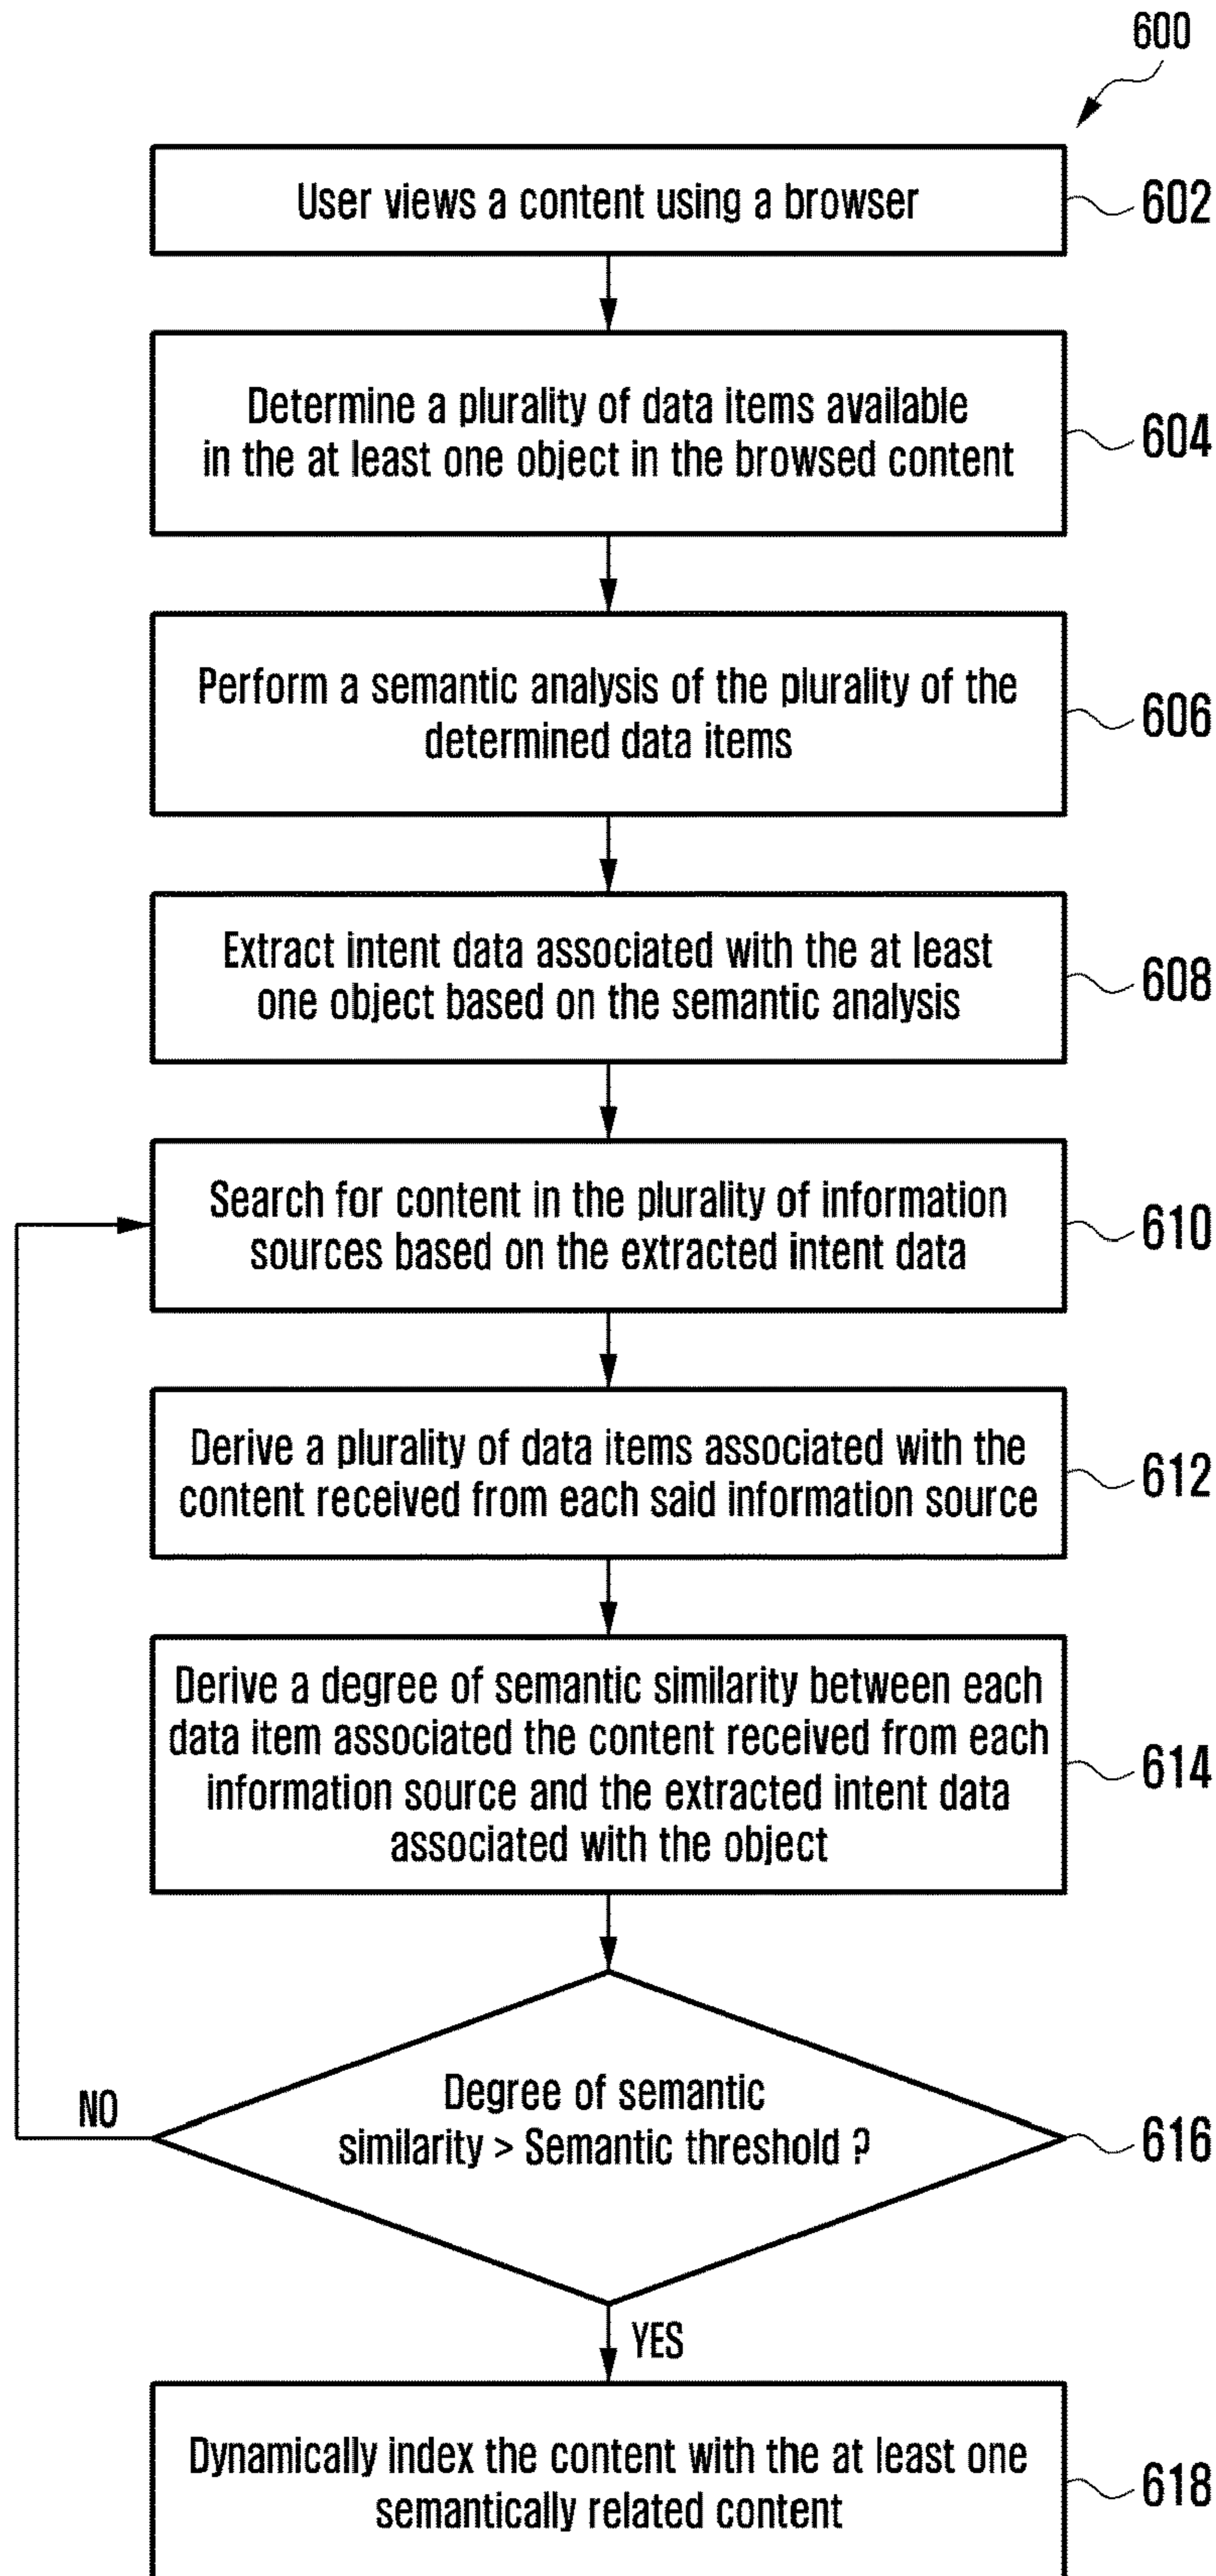 600
User views a content using a browser
602
Determine a plurality of data items available
in the at least one object in the browsed content
604
Perform a semantic analysis of the plurality of the
determined data items
606
Extract intent data associated with the at least
one object based on the semantic analysis
608
Search for content in the plurality of information
sources based on the extracted intent data
610
Derive a plurality of data items associated with the
content received from each said information source
612
Derive a degree of semantic similarity between each
data item associated the content received from each
information source and the extracted intent data
associated with the object
614
Degree of semantic
similarity > Semantic threshold ?
616
NO
YES
Dynamically index the content with the at least one
semantically related content
618